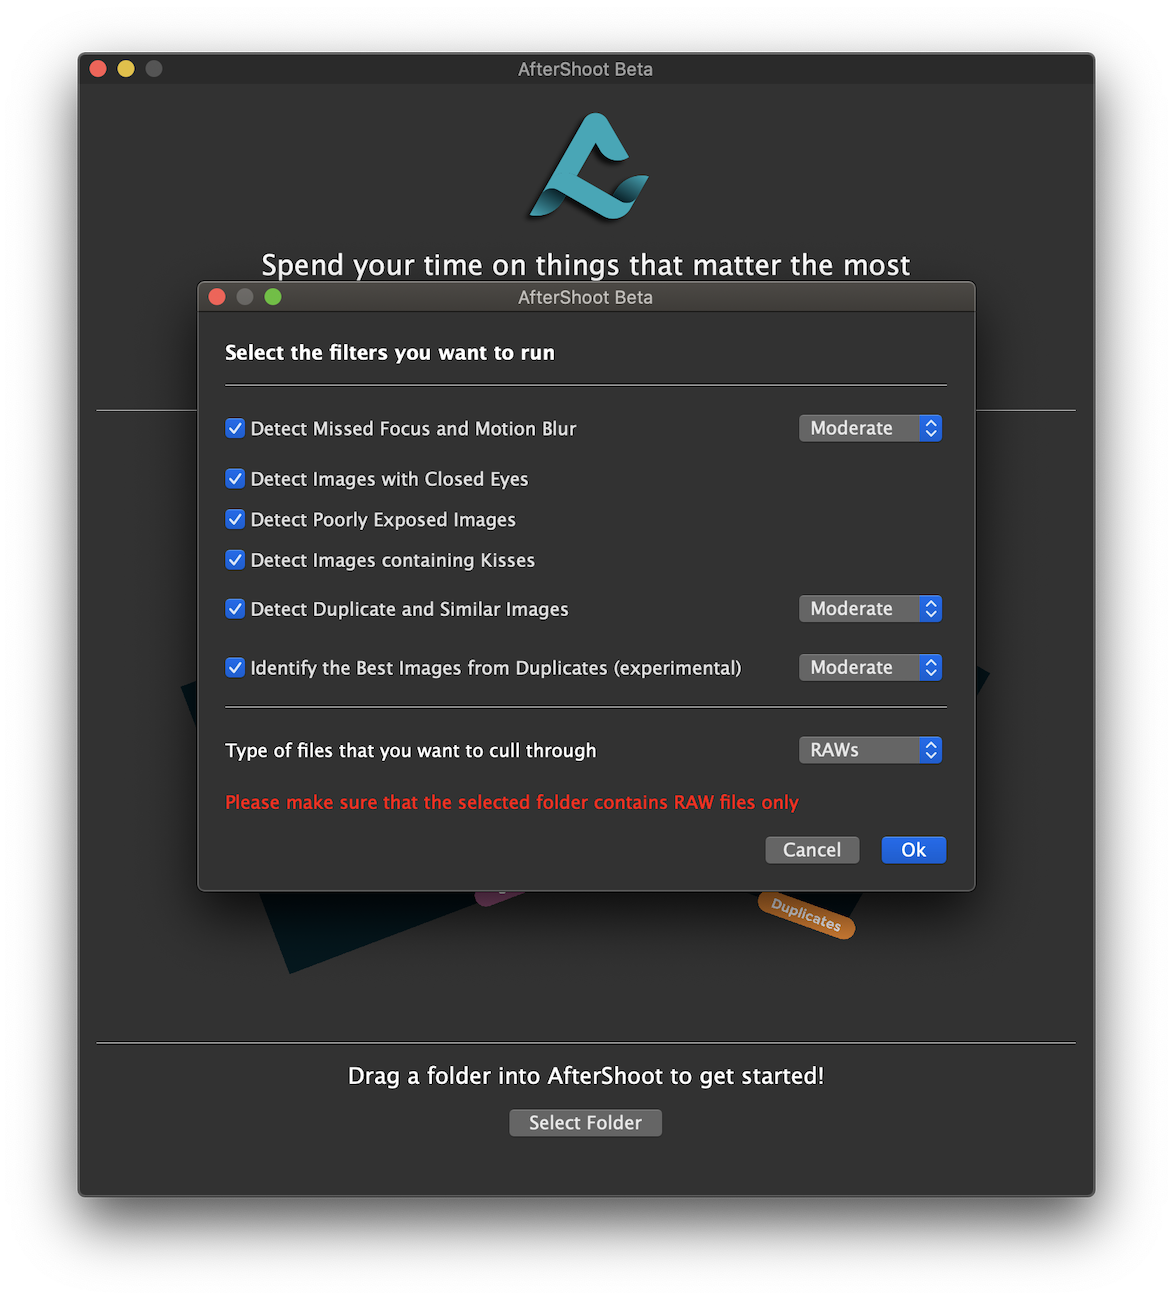 AfterShoot Beta
Spend your time on things that matter the most
AfterShoot Beta
Select the filters you want to run
Detect Missed Focus and Motion Blur
Moderate
Detect Images with Closed Eyes
Detect Poorly Exposed Images
Detect Images containing Kisses
Detect Duplicate and Similar Images
Moderate
Identify the Best Images from Duplicates (experimental)
Moderate
Type of files that you want to cull through
RAWs
Please make sure that the selected folder contains RAW files only
Cancel
Ok
Duplicates
Drag a folder into AfterShoot to get started!
Select Folder